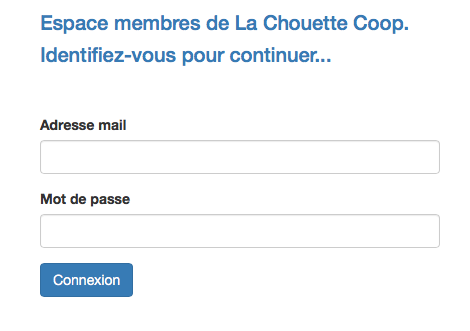 Espace membres de La Chouette Coop.
Identifiez-vous pour continuer...
Adresse mail
Mot de passe
Connexion